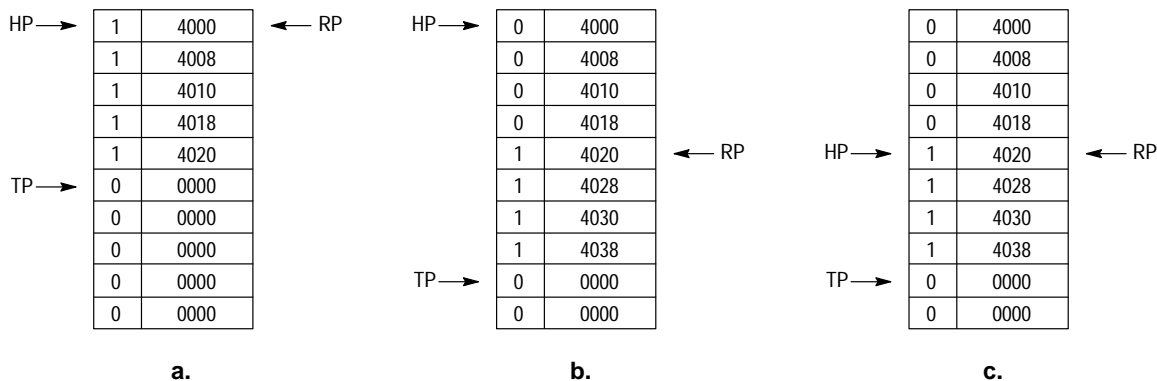 HP 1 4000 RP HP 0 4000 0 4000
1 4008 0 4008 0 4008
1 4010 0 4010 0 4010
1 4018 0 4018 0 4018
1 4020 1 4020 RP HP 1 4020 RP
TP 0 0000 1 4028 1 4028
0 0000 1 4030 1 4030
0 0000 1 4038 1 4038
0 0000 TP 0 0000 TP 0 0000
0 0000 0 0000 0 0000
a. b. c.